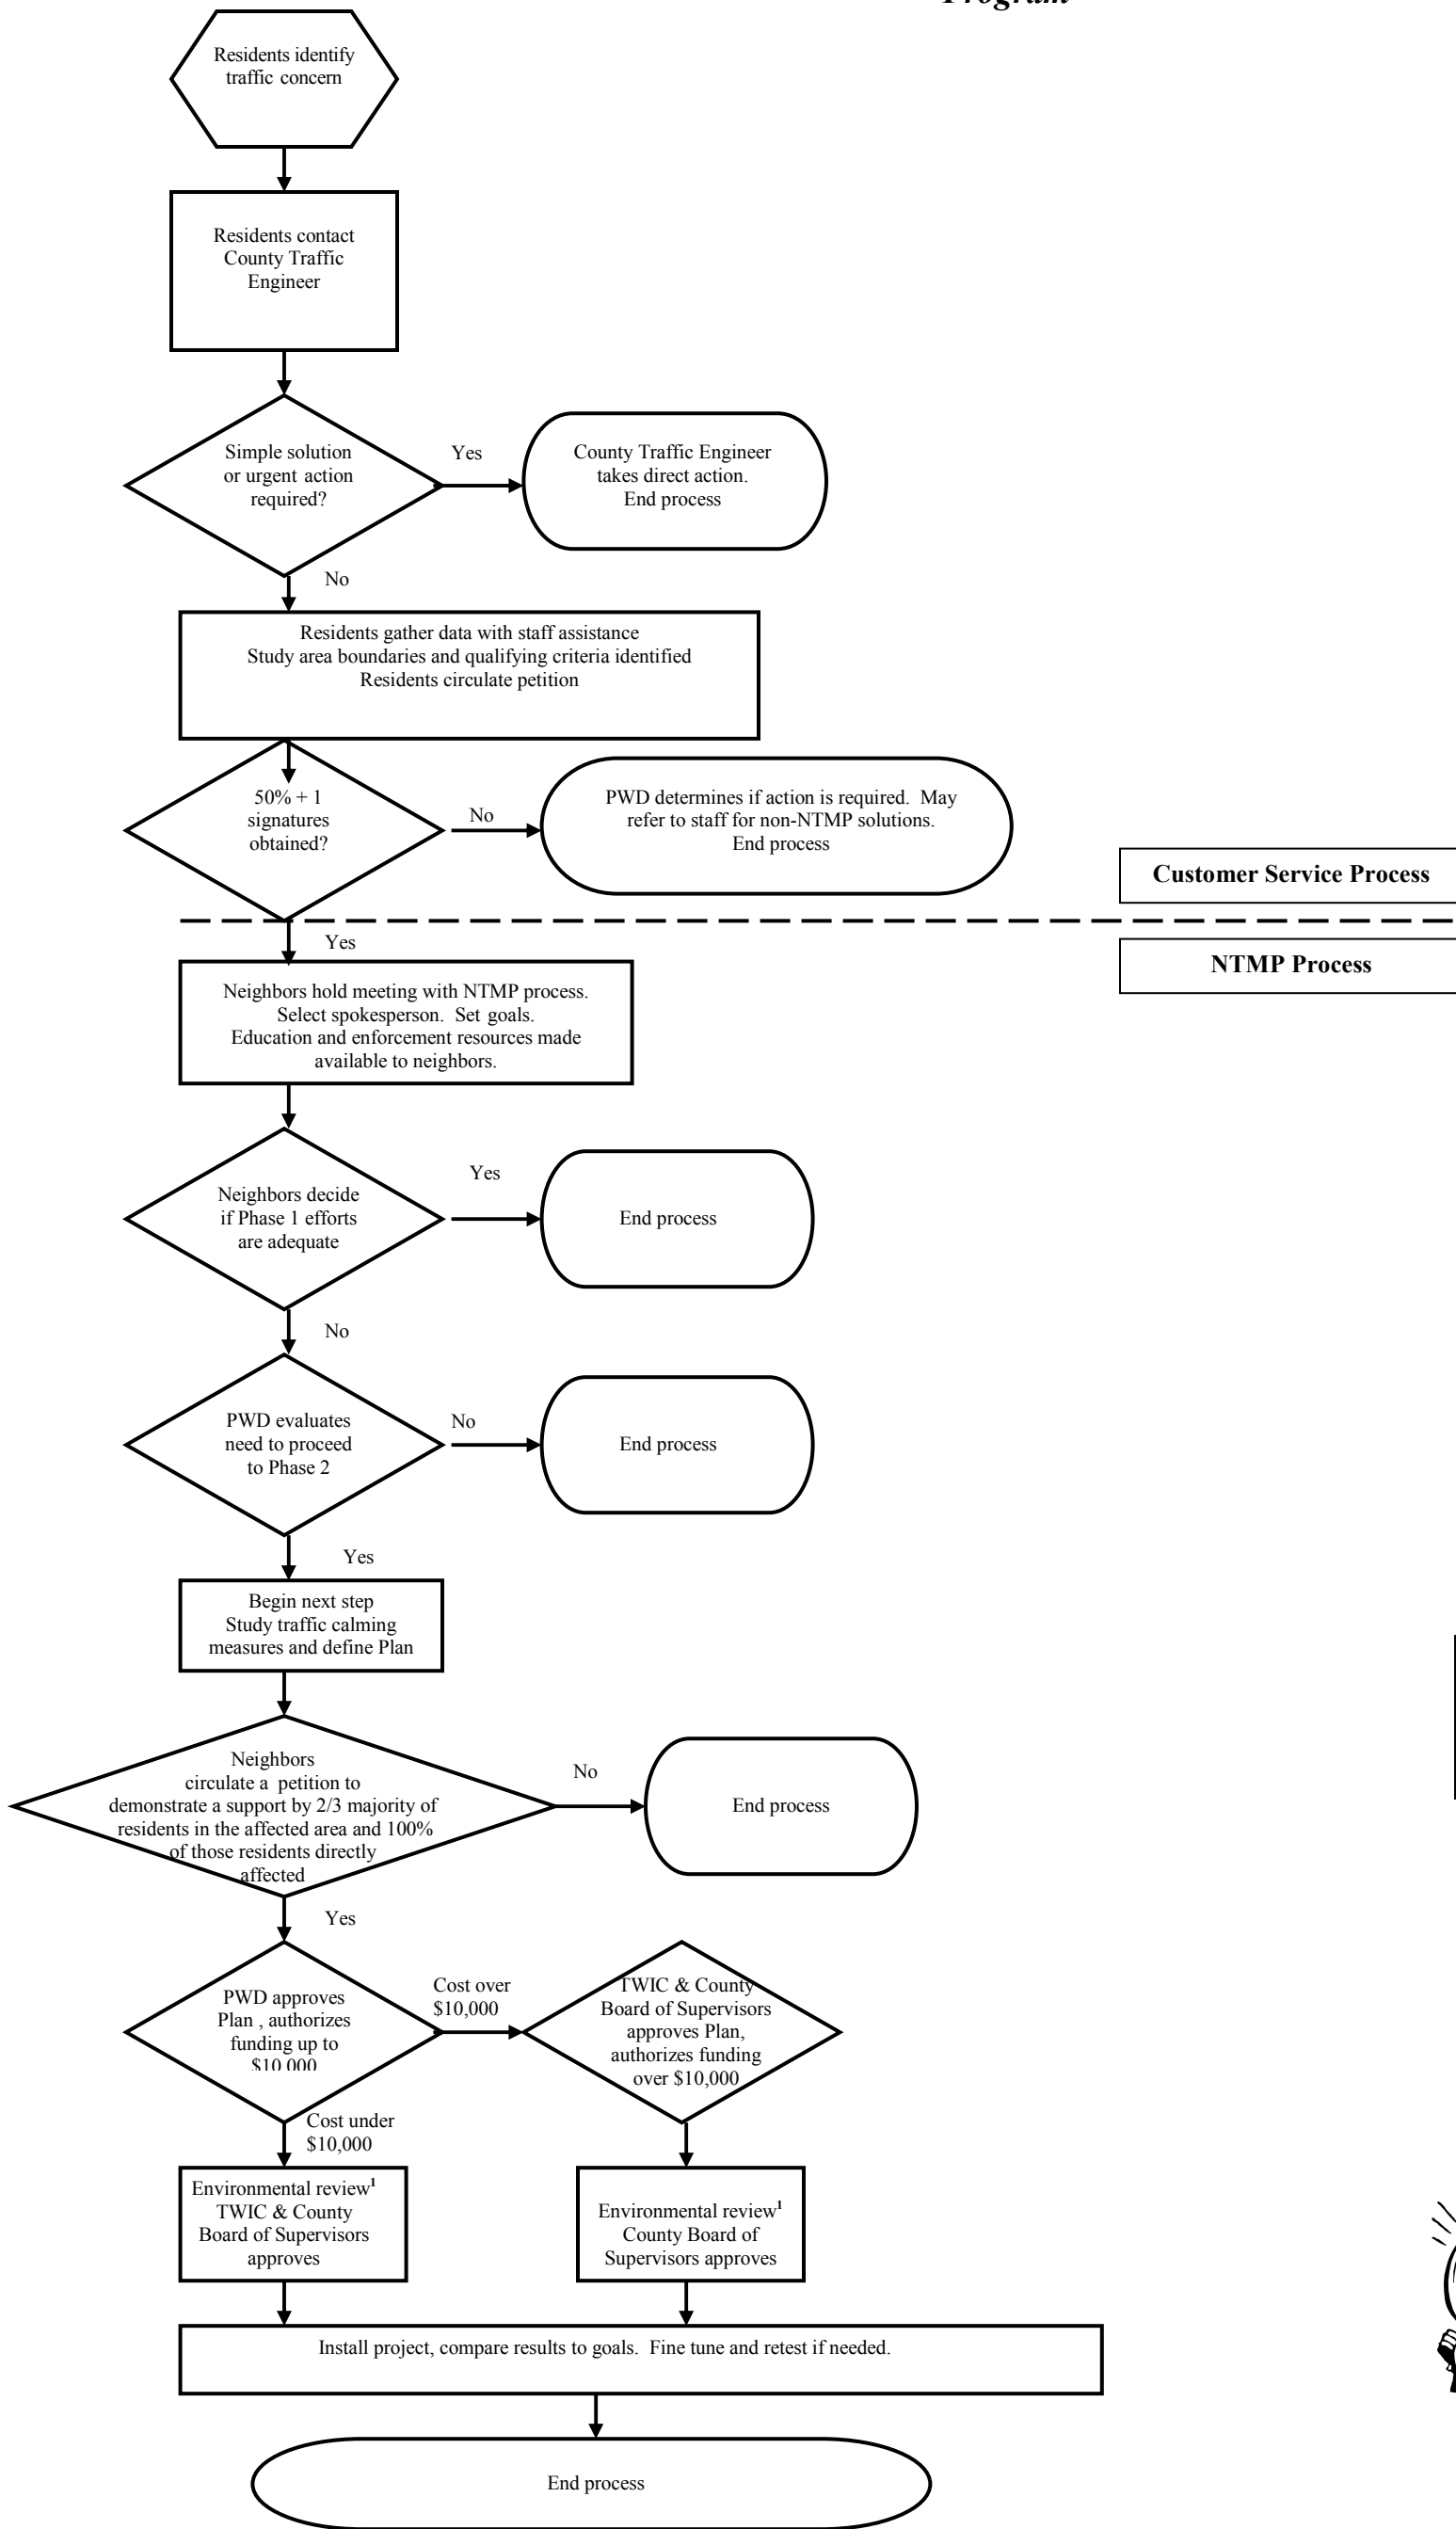 Program
Residents identify
traffic concern
Residents contact
County Traffic
Engineer
Simple solution
or urgent action
required?
Yes
County Traffic Engineer
takes direct action.
End process
No
Residents gather data with staff assistance
Study area boundaries and qualifying criteria identified
Residents circulate petition
50% + 1
signatures
obtained?
No
PWD determines if action is required. May
refer to staff for non-NTMP solutions.
End process
Customer Service Process
Yes
NTMP Process
Neighbors hold meeting with NTMP process.
Select spokesperson. Set goals.
Education and enforcement resources made
available to neighbors.
Neighbors decide
if Phase 1 efforts
are adequate
Yes
End process
No
PWD evaluates
need to proceed
to Phase 2
No
End process
Yes
Begin next step
Study traffic calming
measures and define Plan
Neighbors
circulate a petition to
demonstrate a support by 2/3 majority of
residents in the affected area and 100%
of those residents directly
affected
No
End process
Yes
PWD approves
Plan , authorizes
funding up to
$10,000
Cost over
$10,000
TWIC & County
Board of Supervisors
approves Plan,
authorizes funding
over $10,000
Cost under
$10,000
Environmental review¹
TWIC & County
Board of Supervisors
approves
Environmental review¹
County Board of
Supervisors approves
Install project, compare results to goals. Fine tune and retest if needed.
End process